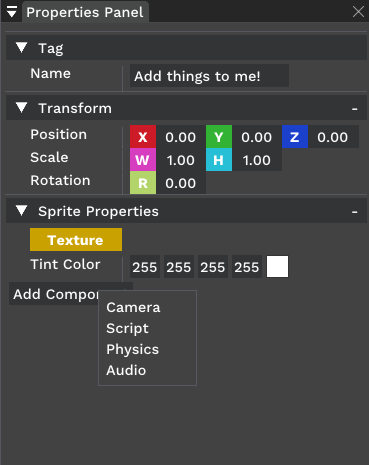 Properties Panel
Tag
Name Add things to me!
Transform -
Position X 0.00 Y 0.00 Z 0.00
Scale W 1.00 H 1.00
Rotation R 0.00
Sprite Properties -
Texture
Tint Color 255 255 255 255
Add Compon
Camera
Script
Physics
Audio